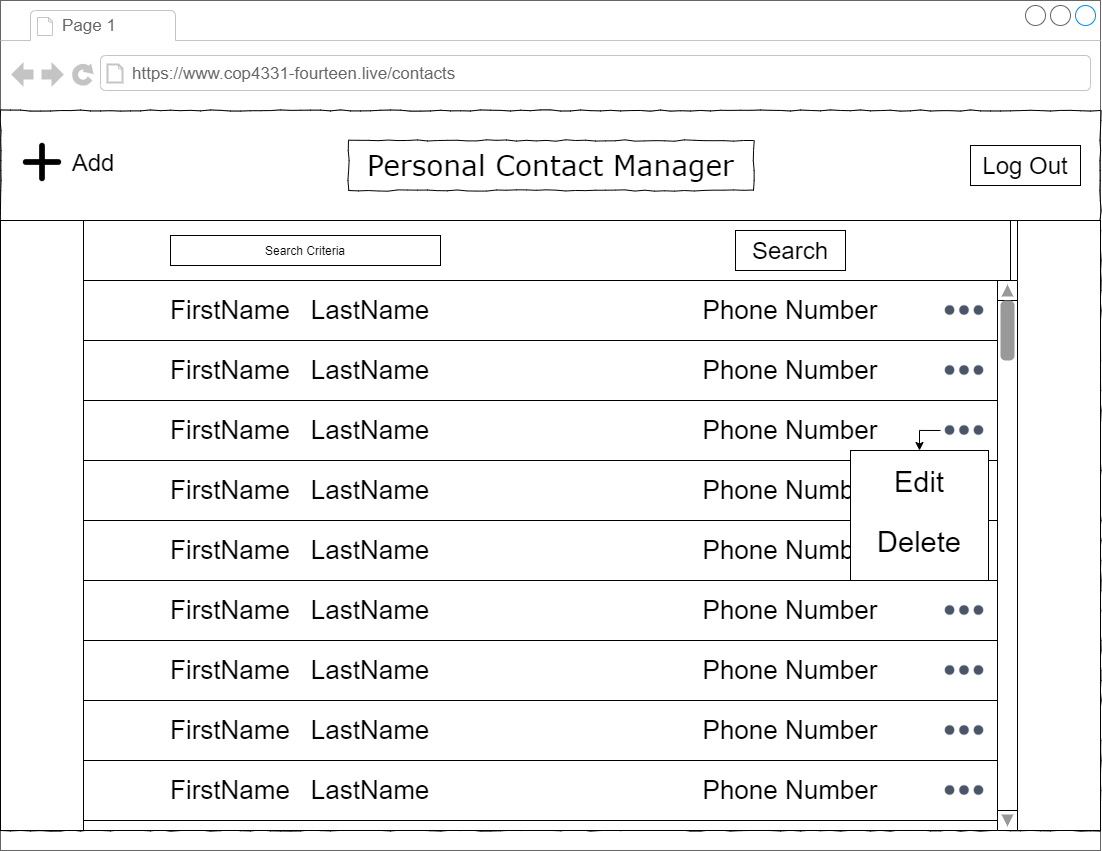 Page 1
https://www.cop4331-fourteen.live/contacts
Add
Personal Contact Manager
Log Out
Search Criteria
Search
FirstName LastName Phone Number
FirstName LastName Phone Number
FirstName LastName Phone Number
Edit
FirstName LastName Phone Numb
Delete
FirstName LastName Phone Numb
FirstName LastName Phone Number
FirstName LastName Phone Number
FirstName LastName Phone Number
FirstName LastName Phone Number